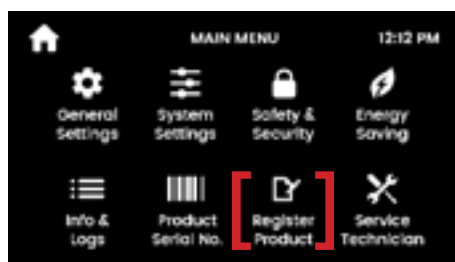 MAIN MENU
12:12 PM
General
Settings
System
Settings
Safety &
Security
Energy
Saving
Info &
Logs
Product
Serial No.
Register
Product
Service
Technician